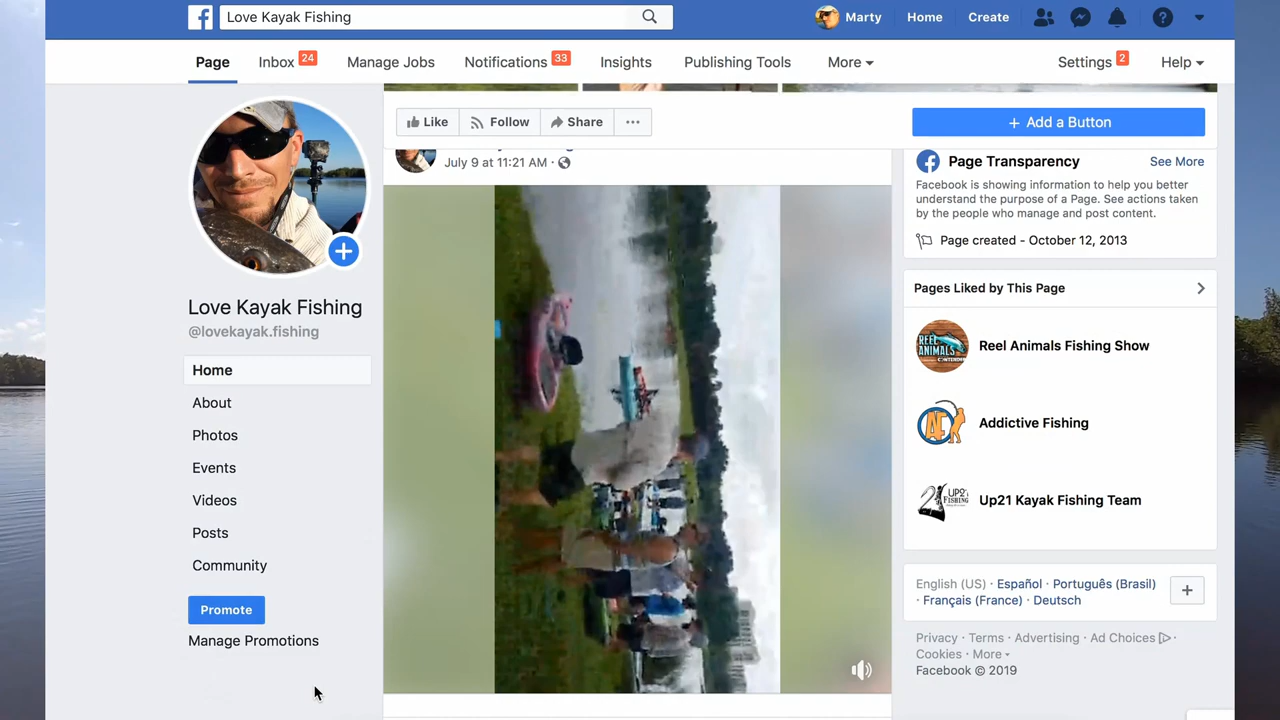 Love Kayak Fishing
Marty
Home
Create
Page
Inbox 24
Manage Jobs
Notifications 33
Insights
Publishing Tools
More
Settings 2
Help
Like
Follow
Share
+ Add a Button
July 9 at 11:21 AM ·
Love Kayak Fishing
@lovekayak.fishing
Home
About
Photos
Events
Videos
Posts
Community
Promote
Manage Promotions
Page Transparency
See More
Facebook is showing information to help you better
understand the purpose of a Page. See actions taken
by the people who manage and post content.
Page created - October 12, 2013
Pages Liked by This Page
REEL ANIMALS
Reel Animals Fishing Show
AF
Addictive Fishing
UP21 FISHING
Up21 Kayak Fishing Team
English (US) · Español · Português (Brasil)
· Français (France) · Deutsch
Privacy · Terms · Advertising · Ad Choices ·
Cookies · More
Facebook © 2019